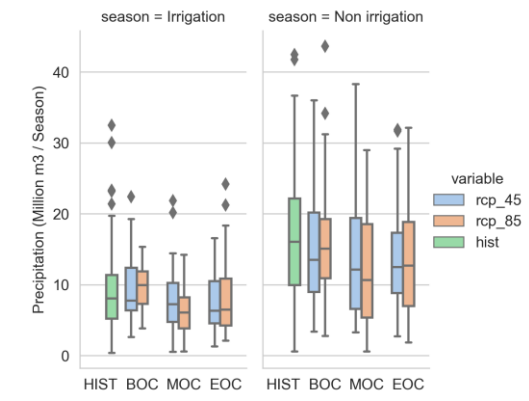 season = Irrigation
season = Non irrigation
Precipitation (Million m3 / Season)
40
30
20
10
0
variable
rcp_45
rcp_85
hist
HIST BOC MOC EOC
HIST BOC MOC EOC